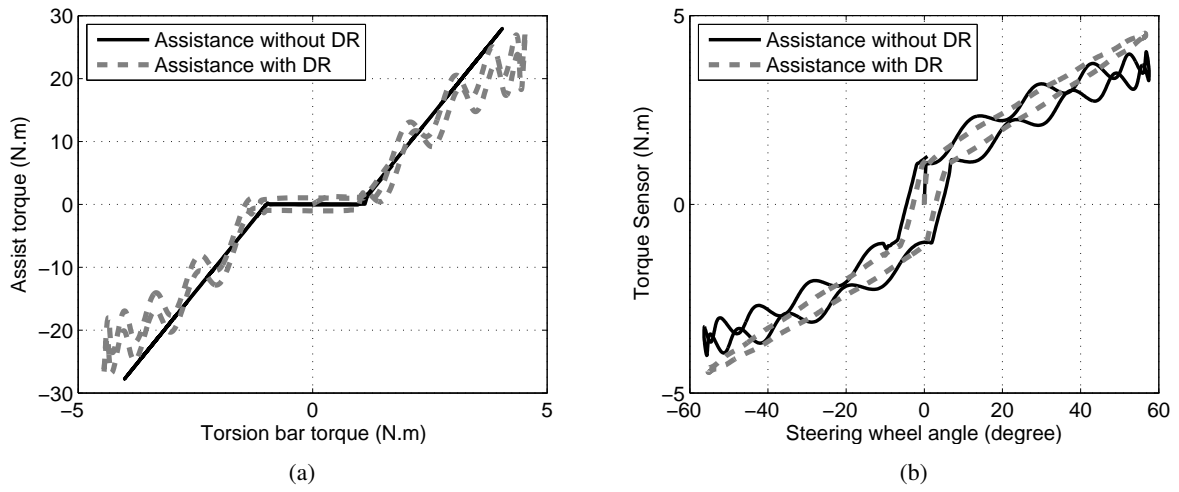 30
20
10
0
−10
−20
−30
−5
0
5
Assist torque (N.m)
Torsion bar torque (N.m)
Assistance without DR
Assistance with DR
(a)
5
0
−5
−60
−40
−20
0
20
40
60
Torque Sensor (N.m)
Steering wheel angle (degree)
Assistance without DR
Assistance with DR
(b)